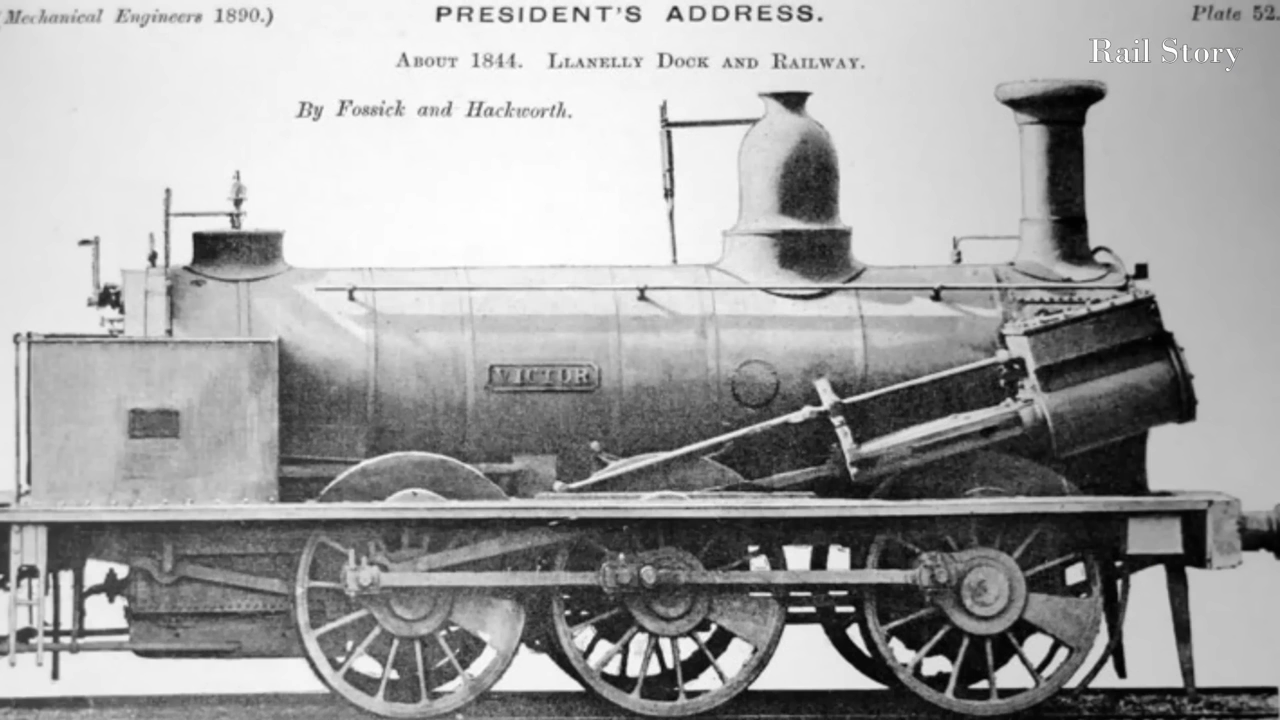 Mechanical Engineers 1890.)
PRESIDENT'S ADDRESS.
Plate 52.
Rail Story
ABOUT 1844. LLANELLY DOCK AND RAILWAY.
By Fossick and Hackworth.
VICTOR